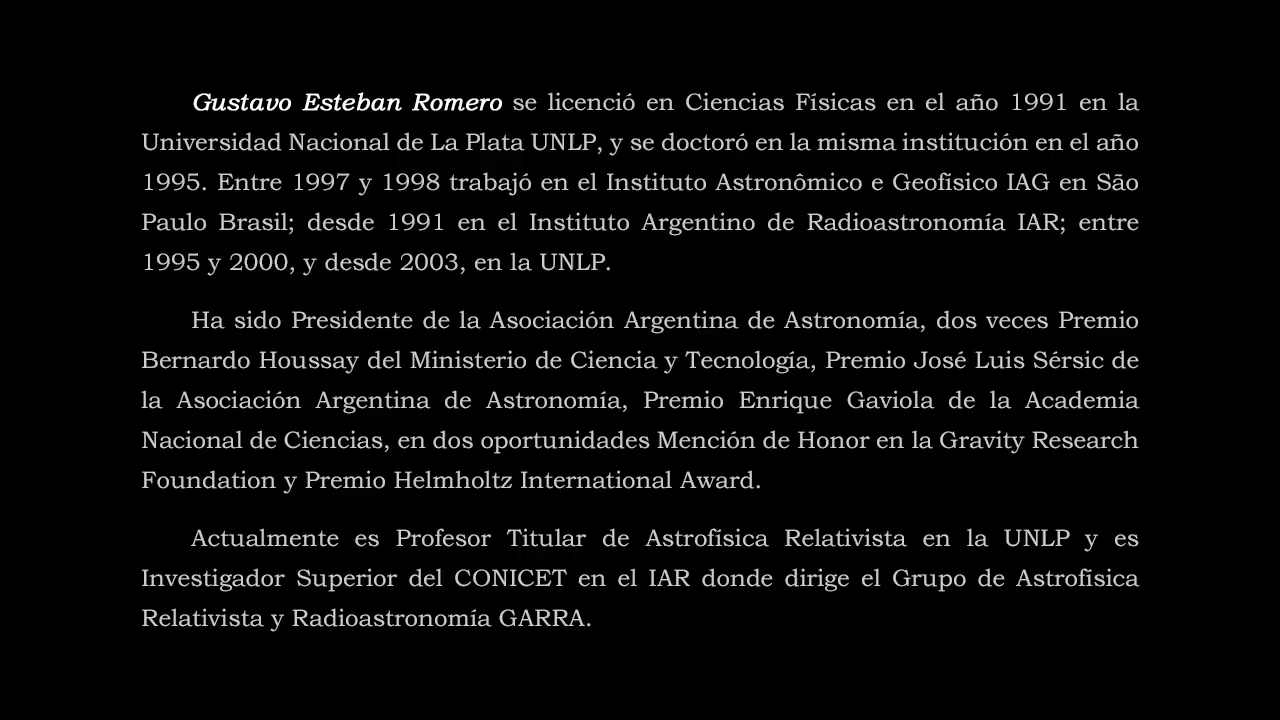 Gustavo Esteban Romero se licenció en Ciencias Físicas en el año 1991 en la
Universidad Nacional de La Plata UNLP, y se doctoró en la misma institución en el año
1995. Entre 1997 y 1998 trabajó en el Instituto Astronômico e Geofísico IAG en São
Paulo Brasil; desde 1991 en el Instituto Argentino de Radioastronomía IAR; entre
1995 y 2000, y desde 2003, en la UNLP.
Ha sido Presidente de la Asociación Argentina de Astronomía, dos veces Premio
Bernardo Houssay del Ministerio de Ciencia y Tecnología, Premio José Luis Sérsic de
la Asociación Argentina de Astronomía, Premio Enrique Gaviola de la Academia
Nacional de Ciencias, en dos oportunidades Mención de Honor en la Gravity Research
Foundation y Premio Helmholtz International Award.
Actualmente es Profesor Titular de Astrofísica Relativista en la UNLP y es
Investigador Superior del CONICET en el IAR donde dirige el Grupo de Astrofísica
Relativista y Radioastronomía GARRA.